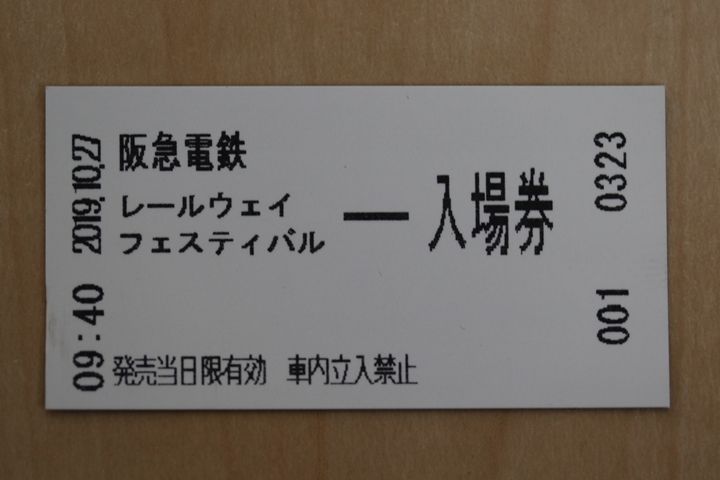 阪急電鉄
レールウェイ
フェスティバル
入場券
発売当日限有効 車内立入禁止
2019.10.27
09:40
0323
001